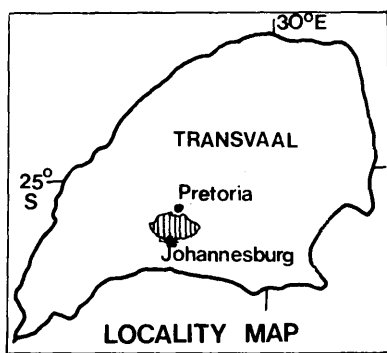 30°E
TRANSVAAL
25°
S
Pretoria
Johannesburg
LOCALITY MAP